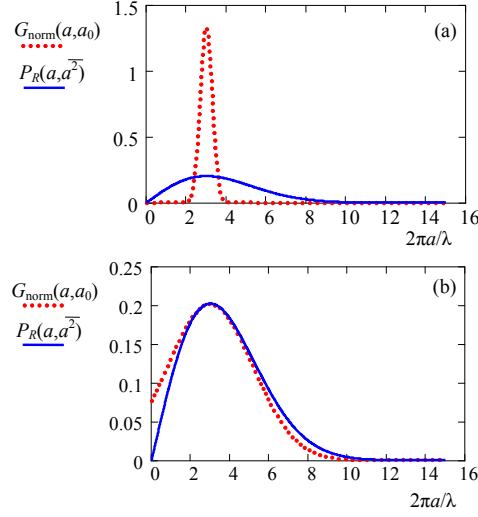 G_norm(a,a_0)
P_R(a,\overline{a^2})
(a)
1.5
1
0.5
0
0 2 4 6 8 10 12 14 16
2πa/λ
G_norm(a,a_0)
P_R(a,\overline{a^2})
(b)
0.25
0.2
0.15
0.1
0.05
0
0 2 4 6 8 10 12 14 16
2πa/λ